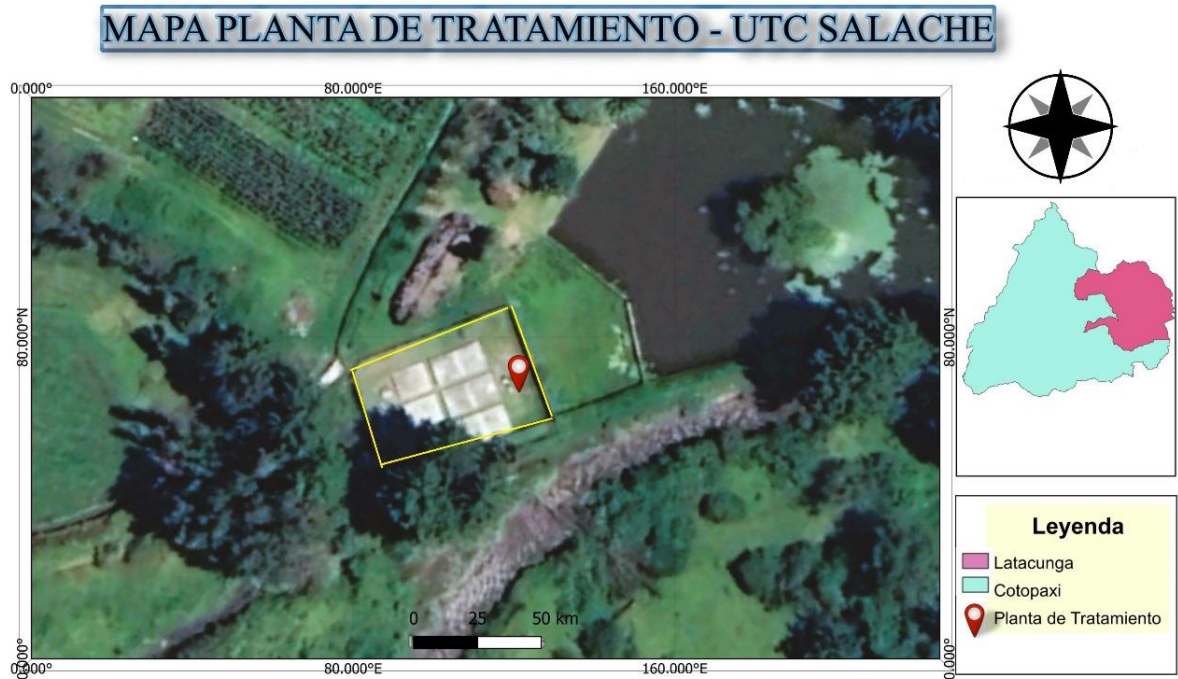 MAPA PLANTA DE TRATAMIENTO - UTC SALACHE
0.000° 80.000°E 160.000°E
80.000°N 80.000°N
0 25 50 km
0.000° 0.000°
0.000° 80.000°E 160.000°E
Leyenda
Latacunga
Cotopaxi
Planta de Tratamiento